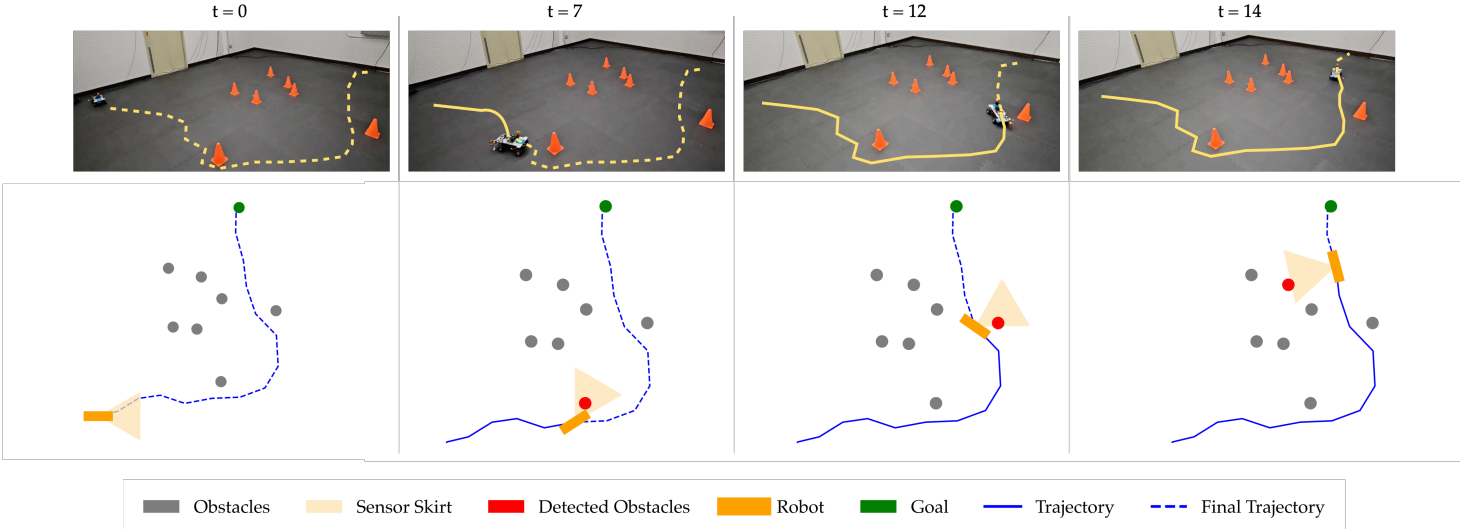 t = 0
t = 7
t = 12
t = 14
Obstacles
Sensor Skirt
Detected Obstacles
Robot
Goal
Trajectory
Final Trajectory